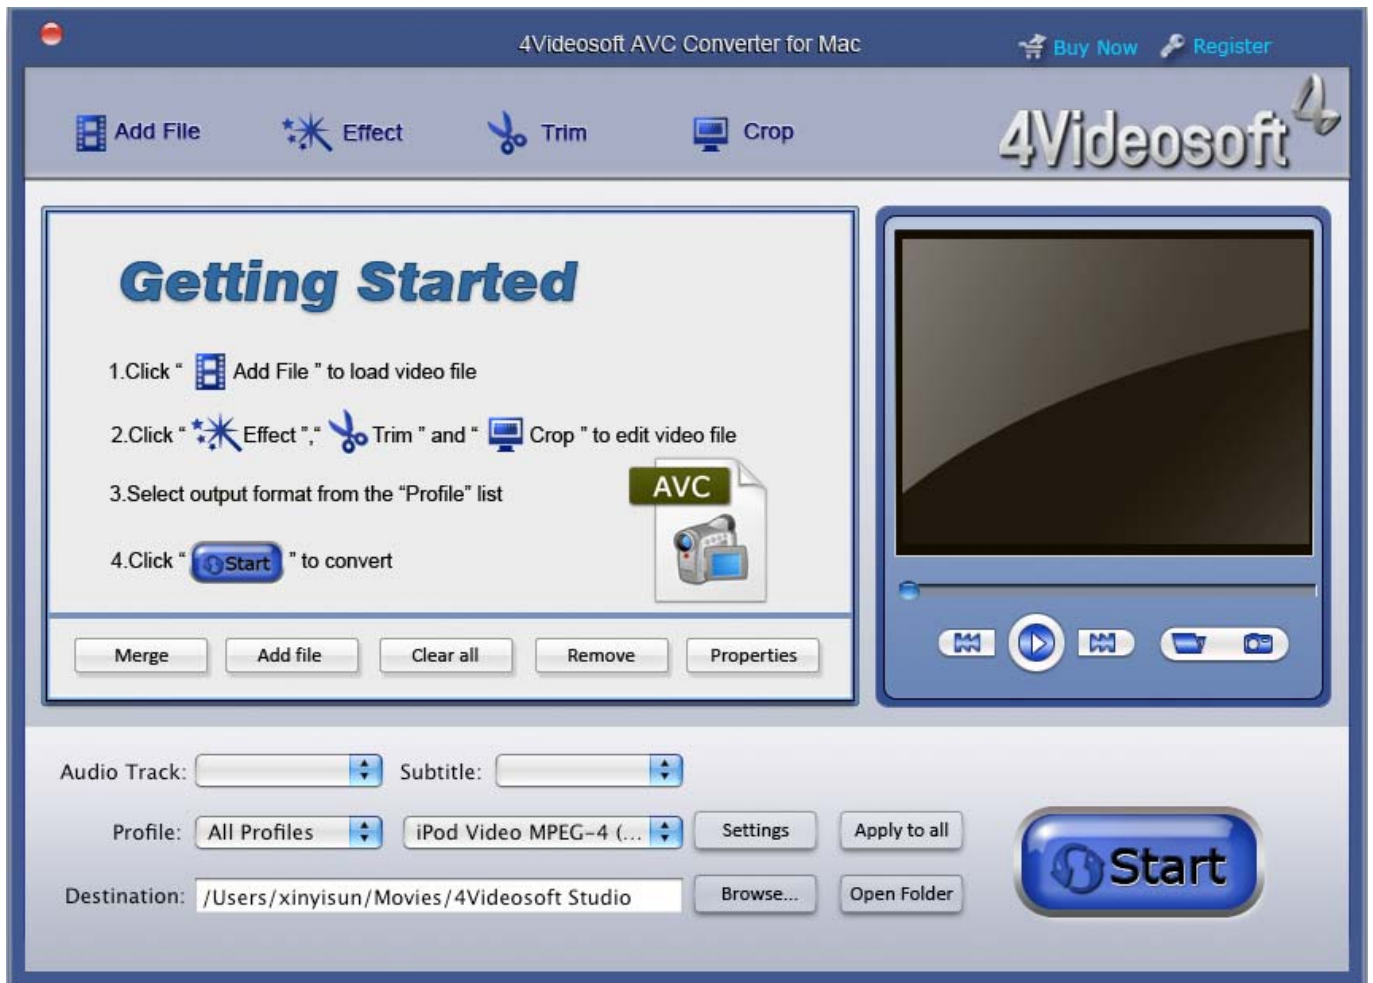 4Videosoft AVC Converter for Mac
Buy Now
Register
Add File
Effect
Trim
Crop
4Videosoft
4
Getting Started
1.Click “ Add File ” to load video file
2.Click “ Effect ”,“ Trim ” and “ Crop ” to edit video file
3.Select output format from the “Profile” list
AVC
4.Click “ Start ” to convert
Merge
Add file
Clear all
Remove
Properties
Audio Track:
Subtitle:
Profile:
All Profiles
iPod Video MPEG-4 (...
Settings
Apply to all
Destination:
/Users/xinyisun/Movies/4Videosoft Studio
Browse...
Open Folder
Start